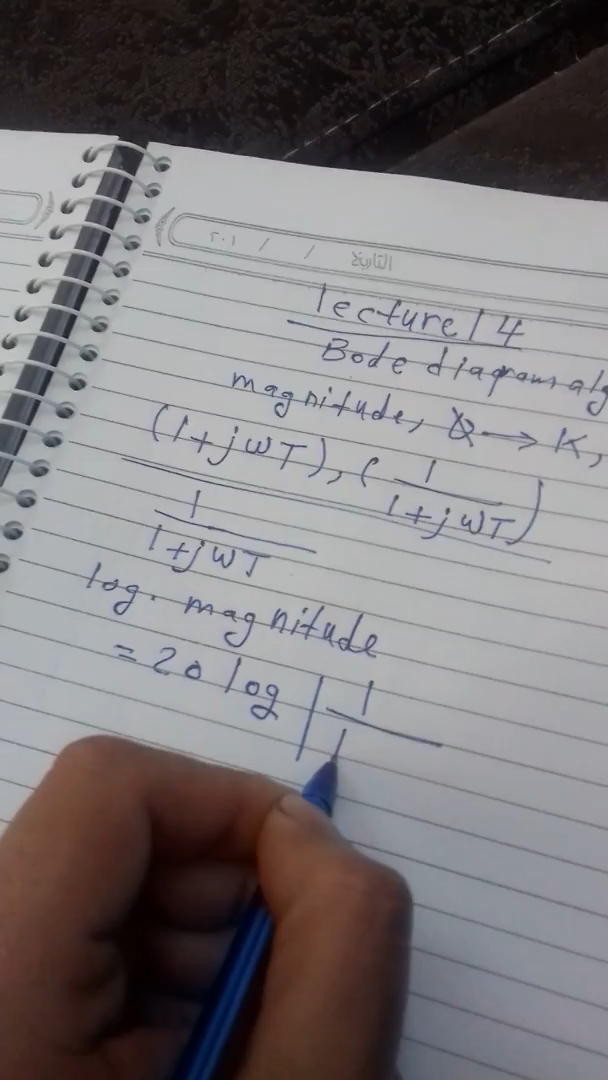 ٢٠١ / / التاريخ
lecture 14
Bode diagram
magnitude, → K,
(1+jωT), (1/(1+jωT))
1/(1+jωT)
log. magnitude
= 20 log | 1/1